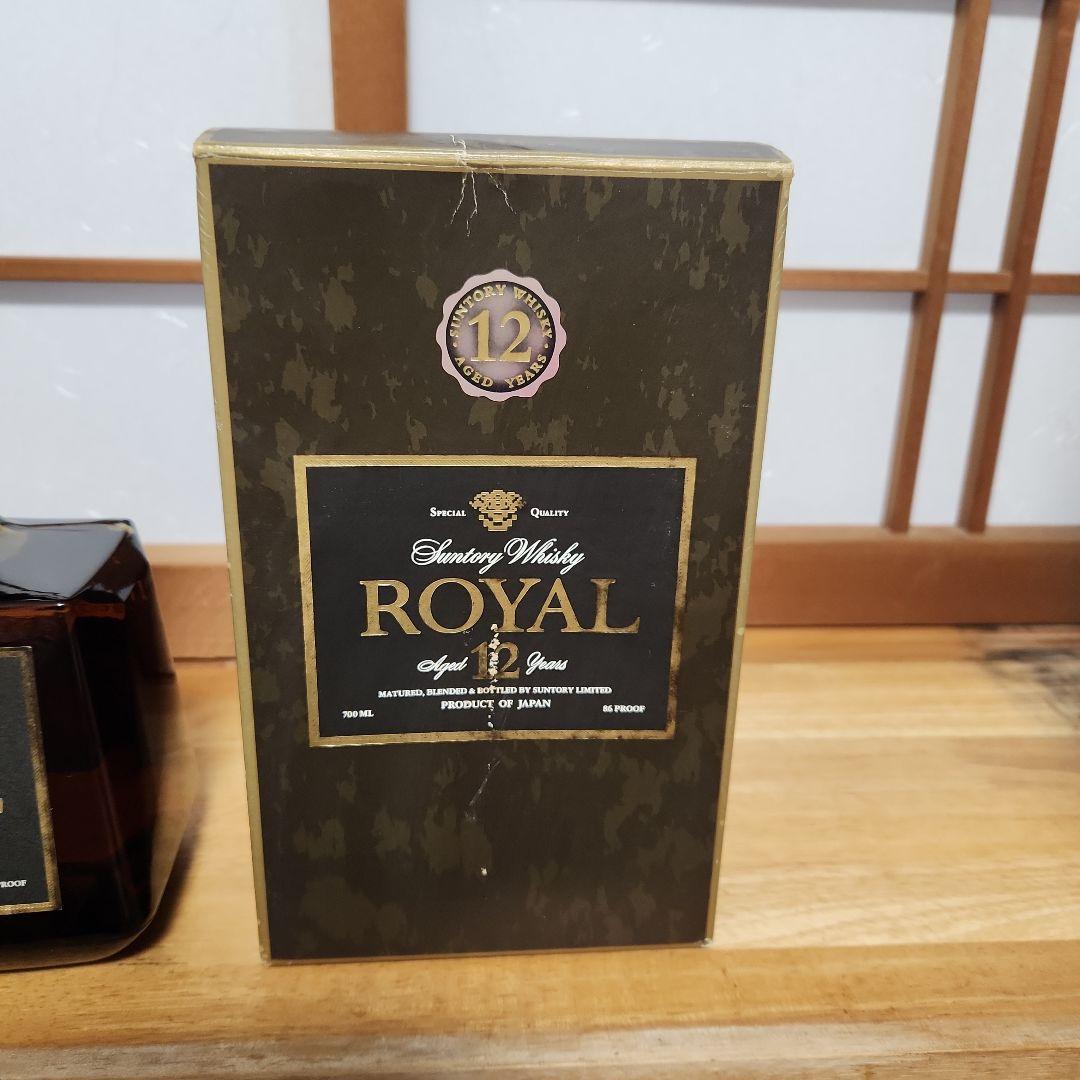 SUNTORY WHISKY
12
AGED YEARS
SPECIAL QUALITY
Suntory Whisky
ROYAL
Aged 12 Years
MATURED, BLENDED & BOTTLED BY SUNTORY LIMITED
PRODUCT OF JAPAN
700 ML 86 PROOF